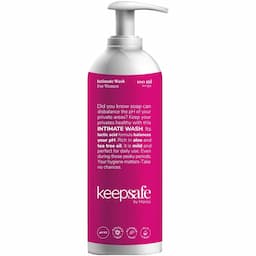 Intimate Wash
For Women
100 ml
Did you know soap can
disbalance the pH of your
private areas? Keep your
privates healthy with this
INTIMATE WASH. Its
lactic acid formula balances
your pH. Rich in aloe and
tea tree oil. It is mild and
perfect for daily use. Even
during those pesky periods.
Your hygiene matters-Take
no chances.
keepsafe